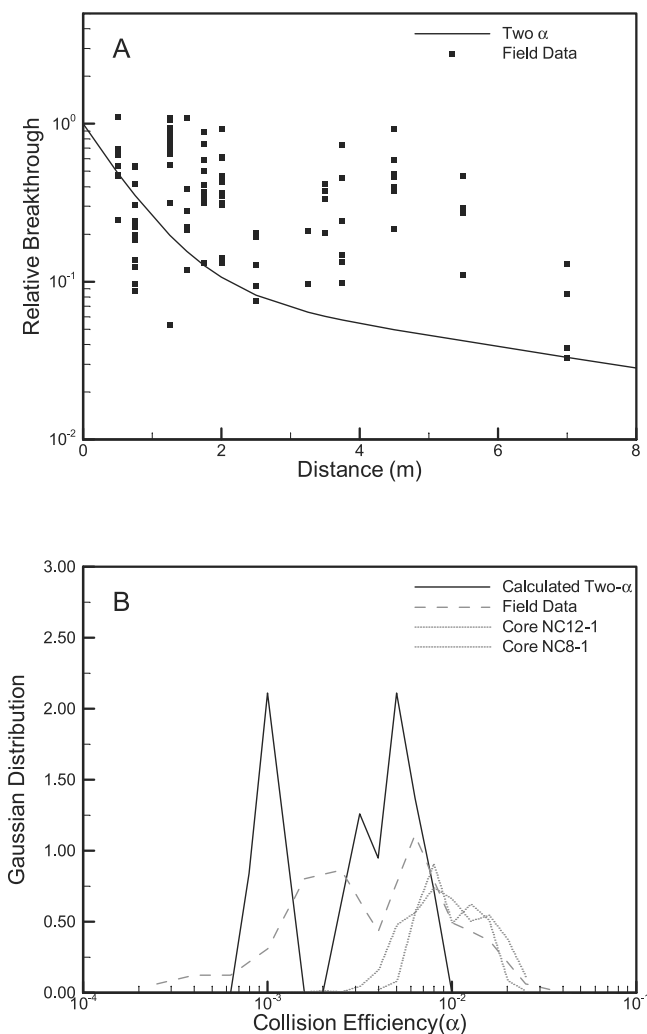 A
Two α
Field Data
10⁰
10⁻¹
10⁻²
Relative Breakthrough
0 2 4 6 8
Distance (m)
B
Calculated Two-α
Field Data
Core NC12-1
Core NC8-1
3.00
2.50
2.00
1.50
1.00
0.50
0.00
Gaussian Distribution
10⁻⁴ 10⁻³ 10⁻² 10⁻¹
Collision Efficiency(α)